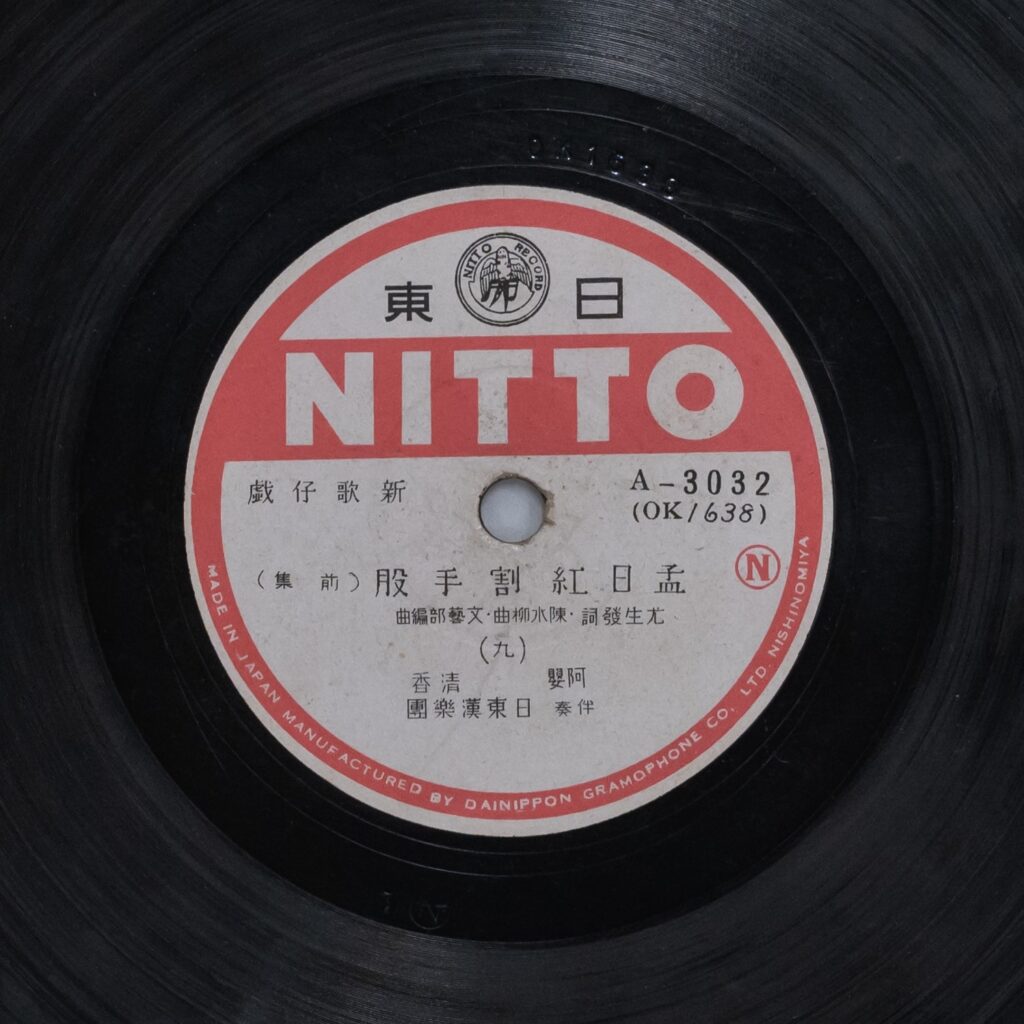 OK1638
NITTO RECORD
日東
NITTO
新歌仔戯
A-3032
(OK/638)
孟日紅割手股(前集)
N
尤生發詞・陳水柳曲・文藝部編曲
(九)
阿嬰 清香
伴奏 日東漢樂團
MADE IN JAPAN MANUFACTURED BY DAINIPPON GRAMOPHONE CO. LTD. NISHINOMIYA